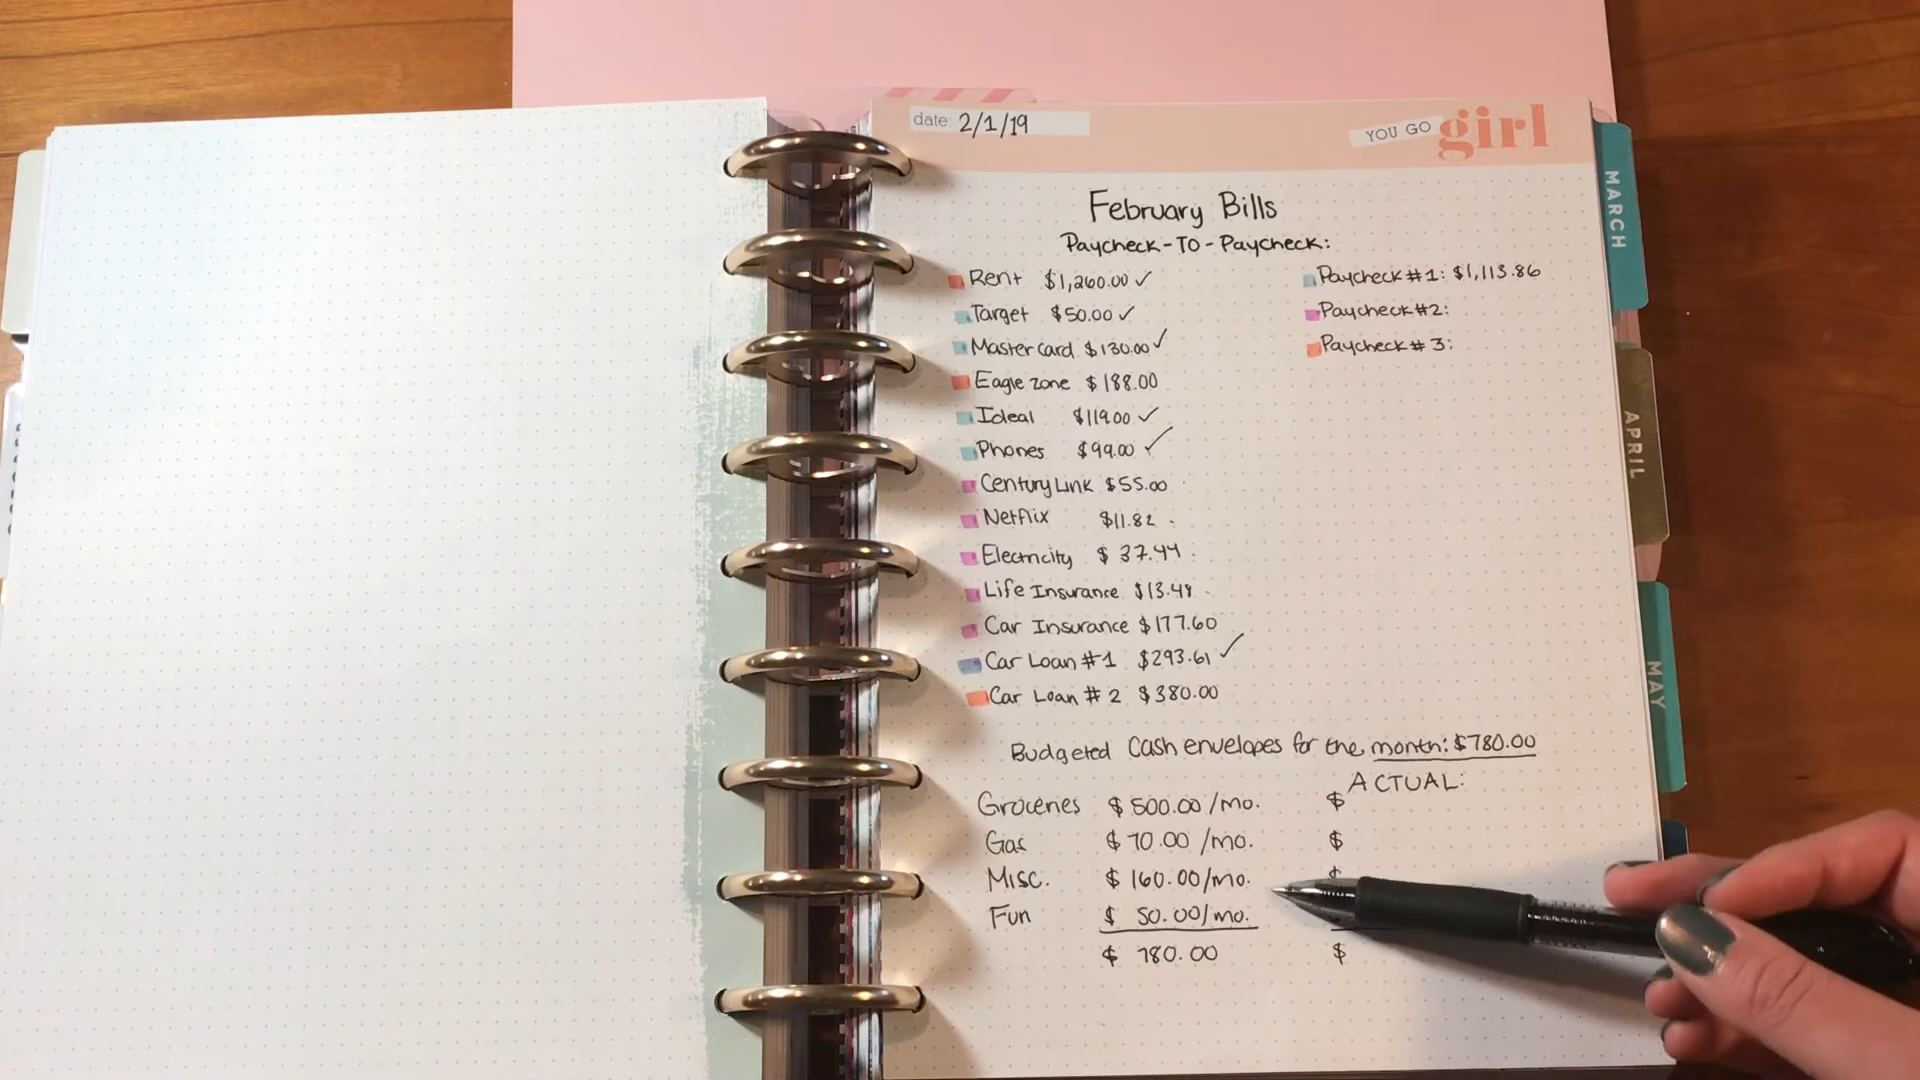 date: 2/1/19
YOU GO girl
February Bills
Paycheck-To-Paycheck:
Rent $1,260.00 ✓
Target $50.00 ✓
Mastercard $130.00 ✓
Eagle zone $188.00
Ideal $119.00 ✓
Phones $99.00 ✓
Century Link $55.00
Netflix $11.82
Electricity $37.44
Life Insurance $13.48
Car Insurance $177.60
Car Loan #1 $293.61 ✓
Car Loan #2 $380.00
Paycheck #1: $1,113.86
Paycheck #2:
Paycheck #3:
Budgeted Cash envelopes for the month: $780.00
ACTUAL:
Groceries $500.00/mo. $
Gas $70.00/mo. $
Misc. $160.00/mo. $
Fun $50.00/mo.
$780.00 $
MARCH
APRIL
MAY